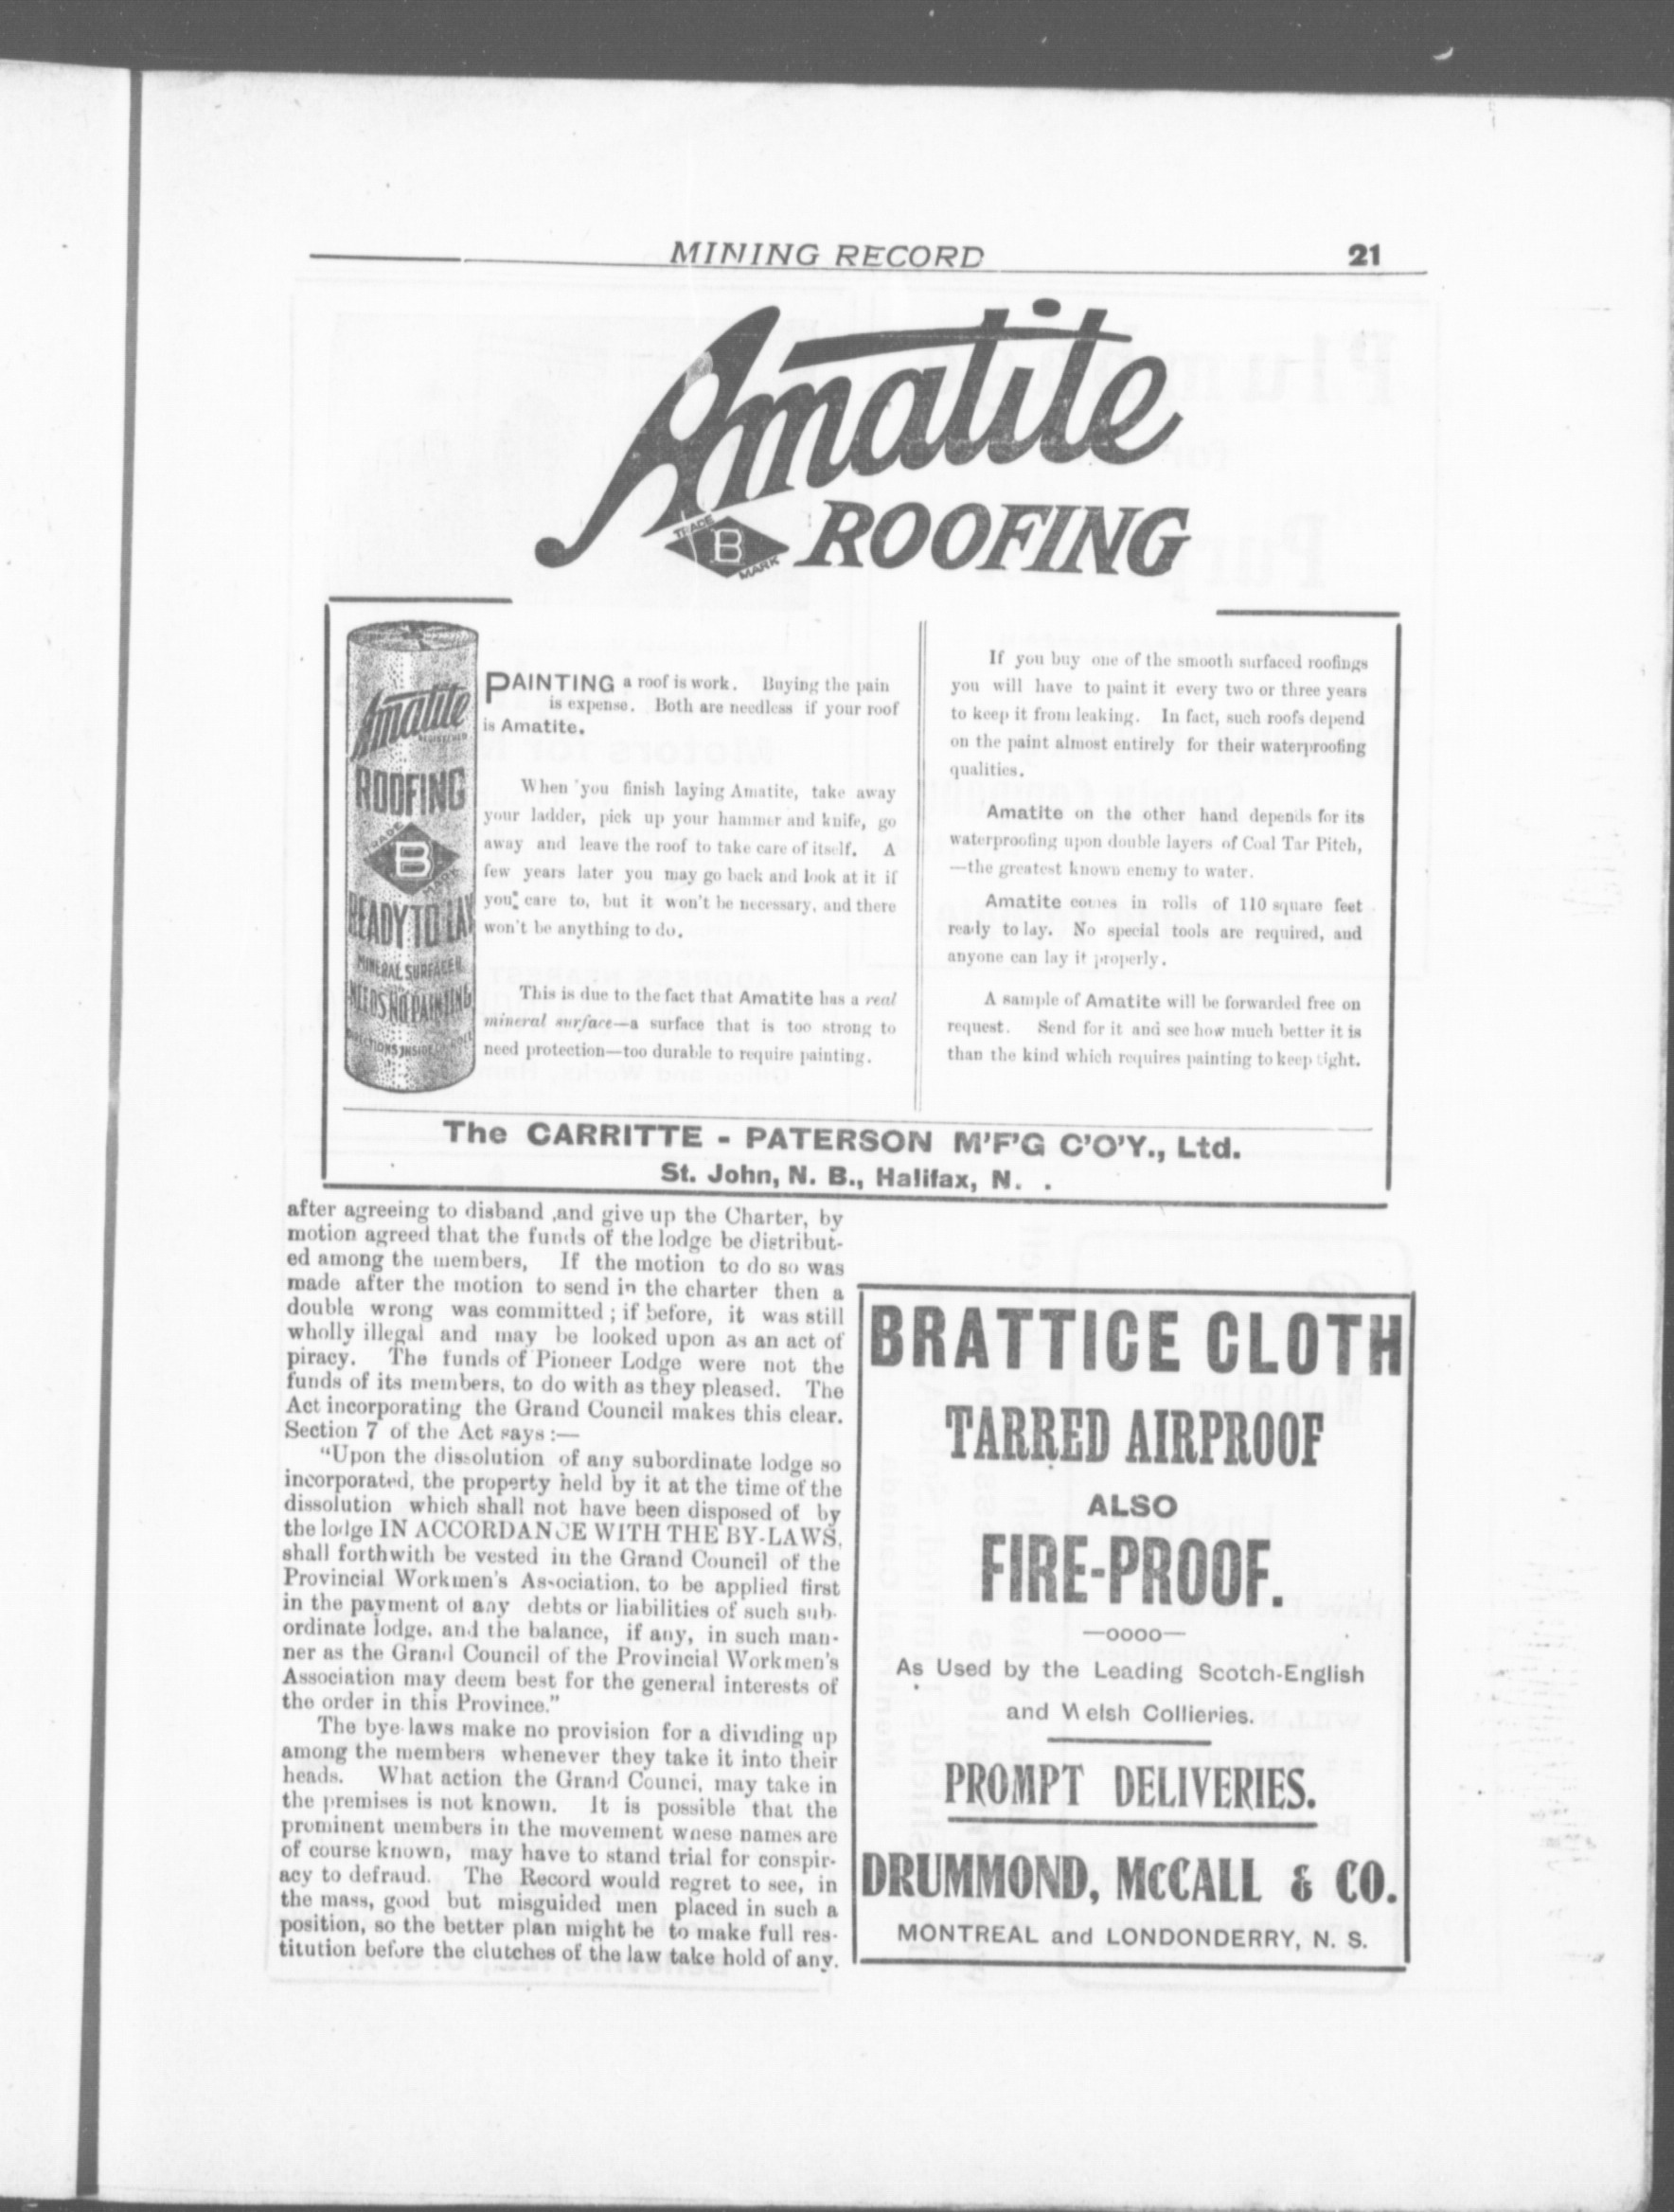 MINING RECORD 21
Amatite
TRADE B MARK ROOFING
Amatite
REGISTERED
ROOFING
TRADE B MARK
READY TO LAY
MINERAL SURFACED
NEEDS NO PAINTING
DIRECTIONS INSIDE OF ROLL
PAINTING a roof is work. Buying the pain
is expense. Both are needless if your roof
is Amatite.
When you finish laying Amatite, take away
your ladder, pick up your hammer and knife, go
away and leave the roof to take care of itself. A
few years later you may go back and look at it if
you care to, but it won't be necessary, and there
won't be anything to do.
This is due to the fact that Amatite has a real
mineral surface—a surface that is too strong to
need protection—too durable to require painting.
If you buy one of the smooth surfaced roofings
you will have to paint it every two or three years
to keep it from leaking. In fact, such roofs depend
on the paint almost entirely for their waterproofing
qualities.
Amatite on the other hand depends for its
waterproofing upon double layers of Coal Tar Pitch,
—the greatest known enemy to water.
Amatite comes in rolls of 110 square feet
ready to lay. No special tools are required, and
anyone can lay it properly.
A sample of Amatite will be forwarded free on
request. Send for it and see how much better it is
than the kind which requires painting to keep tight.
The CARRITTE - PATERSON M'F'G C'O'Y., Ltd.
St. John, N. B., Halifax, N. .
after agreeing to disband ,and give up the Charter, by
motion agreed that the funds of the lodge be distribut-
ed among the members, If the motion to do so was
made after the motion to send in the charter then a
double wrong was committed ; if before, it was still
wholly illegal and may be looked upon as an act of
piracy. The funds of Pioneer Lodge were not the
funds of its members, to do with as they pleased. The
Act incorporating the Grand Council makes this clear.
Section 7 of the Act says :—
"Upon the dissolution of any subordinate lodge so
incorporated, the property held by it at the time of the
dissolution which shall not have been disposed of by
the lodge IN ACCORDANCE WITH THE BY-LAWS,
shall forthwith be vested in the Grand Council of the
Provincial Workmen's Association, to be applied first
in the payment of any debts or liabilities of such sub-
ordinate lodge, and the balance, if any, in such man-
ner as the Grand Council of the Provincial Workmen's
Association may deem best for the general interests of
the order in this Province."
The bye-laws make no provision for a dividing up
among the members whenever they take it into their
heads. What action the Grand Counci, may take in
the premises is not known. It is possible that the
prominent members in the movement whese names are
of course known, may have to stand trial for conspir-
acy to defraud. The Record would regret to see, in
the mass, good but misguided men placed in such a
position, so the better plan might be to make full res-
titution before the clutches of the law take hold of any.
BRATTICE CLOTH
TARRED AIRPROOF
ALSO
FIRE-PROOF.
—oooo—
As Used by the Leading Scotch-English
and Welsh Collieries.
PROMPT DELIVERIES.
DRUMMOND, McCALL & CO.
MONTREAL and LONDONDERRY, N. S.